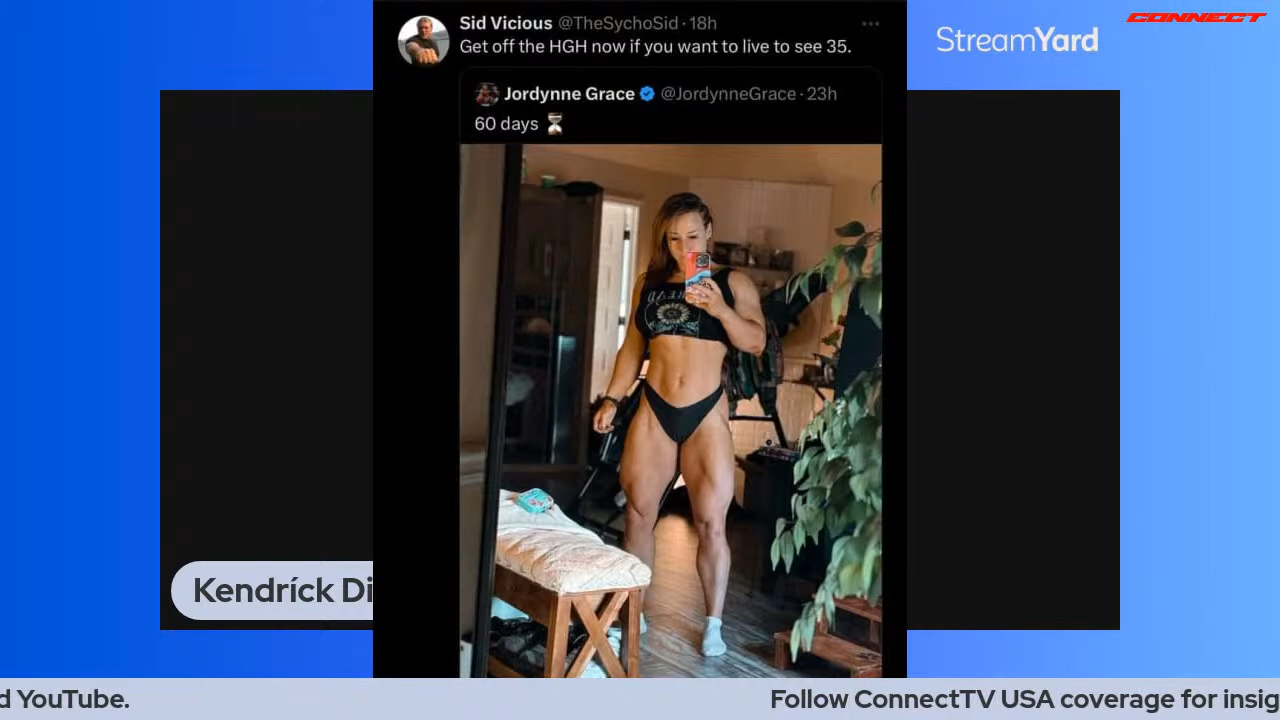 Sid Vicious @TheSychoSid · 18h
Get off the HGH now if you want to live to see 35.
Jordynne Grace @JordynneGrace · 23h
60 days ⏳
CONNECT
StreamYard
Kendríck Di
d YouTube.
Follow ConnectTV USA coverage for insig